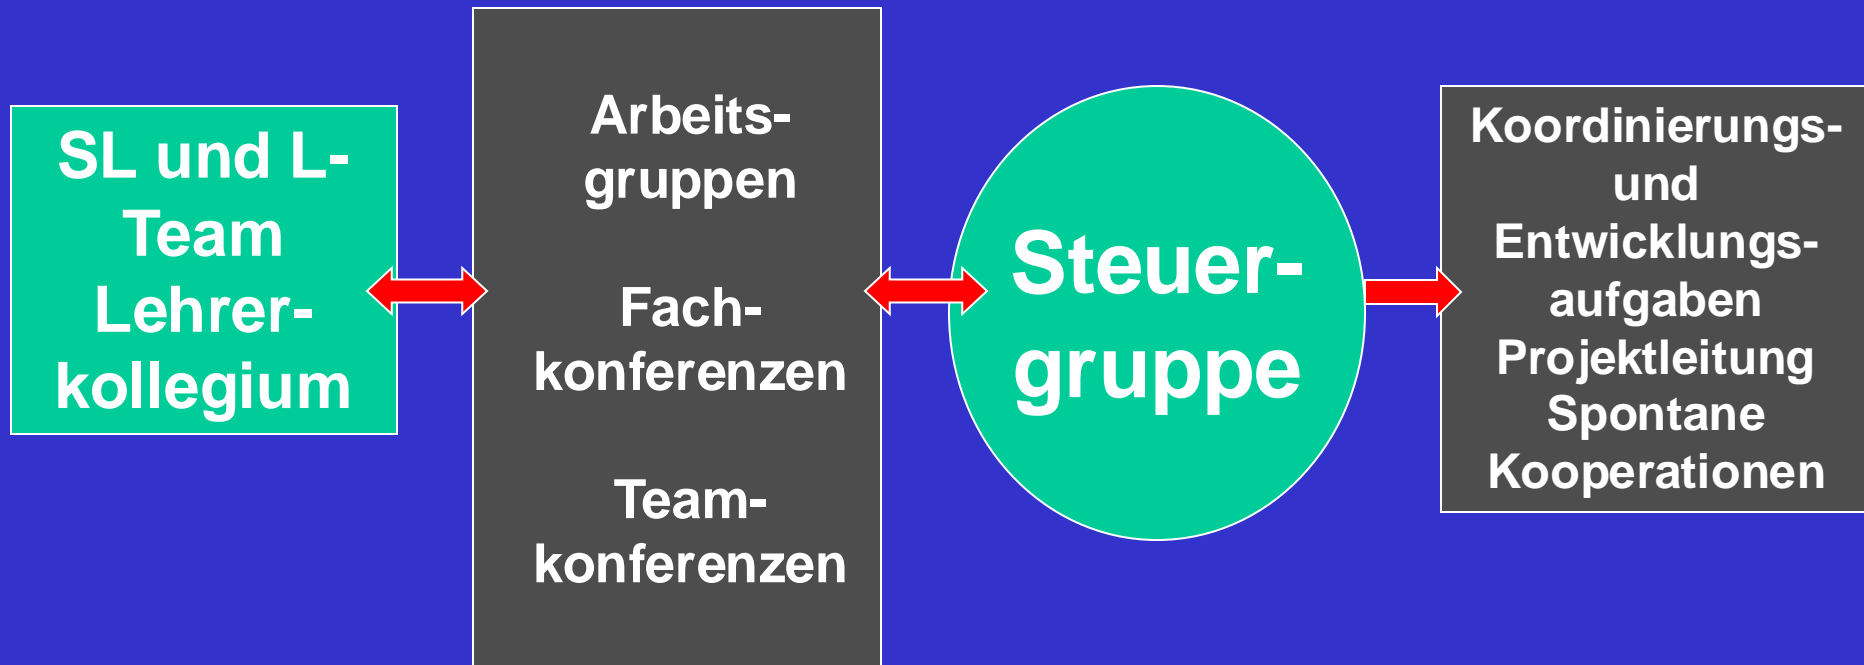 SL und L-
Team
Lehrer-
kollegium
Arbeits-
gruppen
Fach-
konferenzen
Team-
konferenzen
Steuer-
gruppe
Koordinierungs-
und
Entwicklungs-
aufgaben
Projektleitung
Spontane
Kooperationen